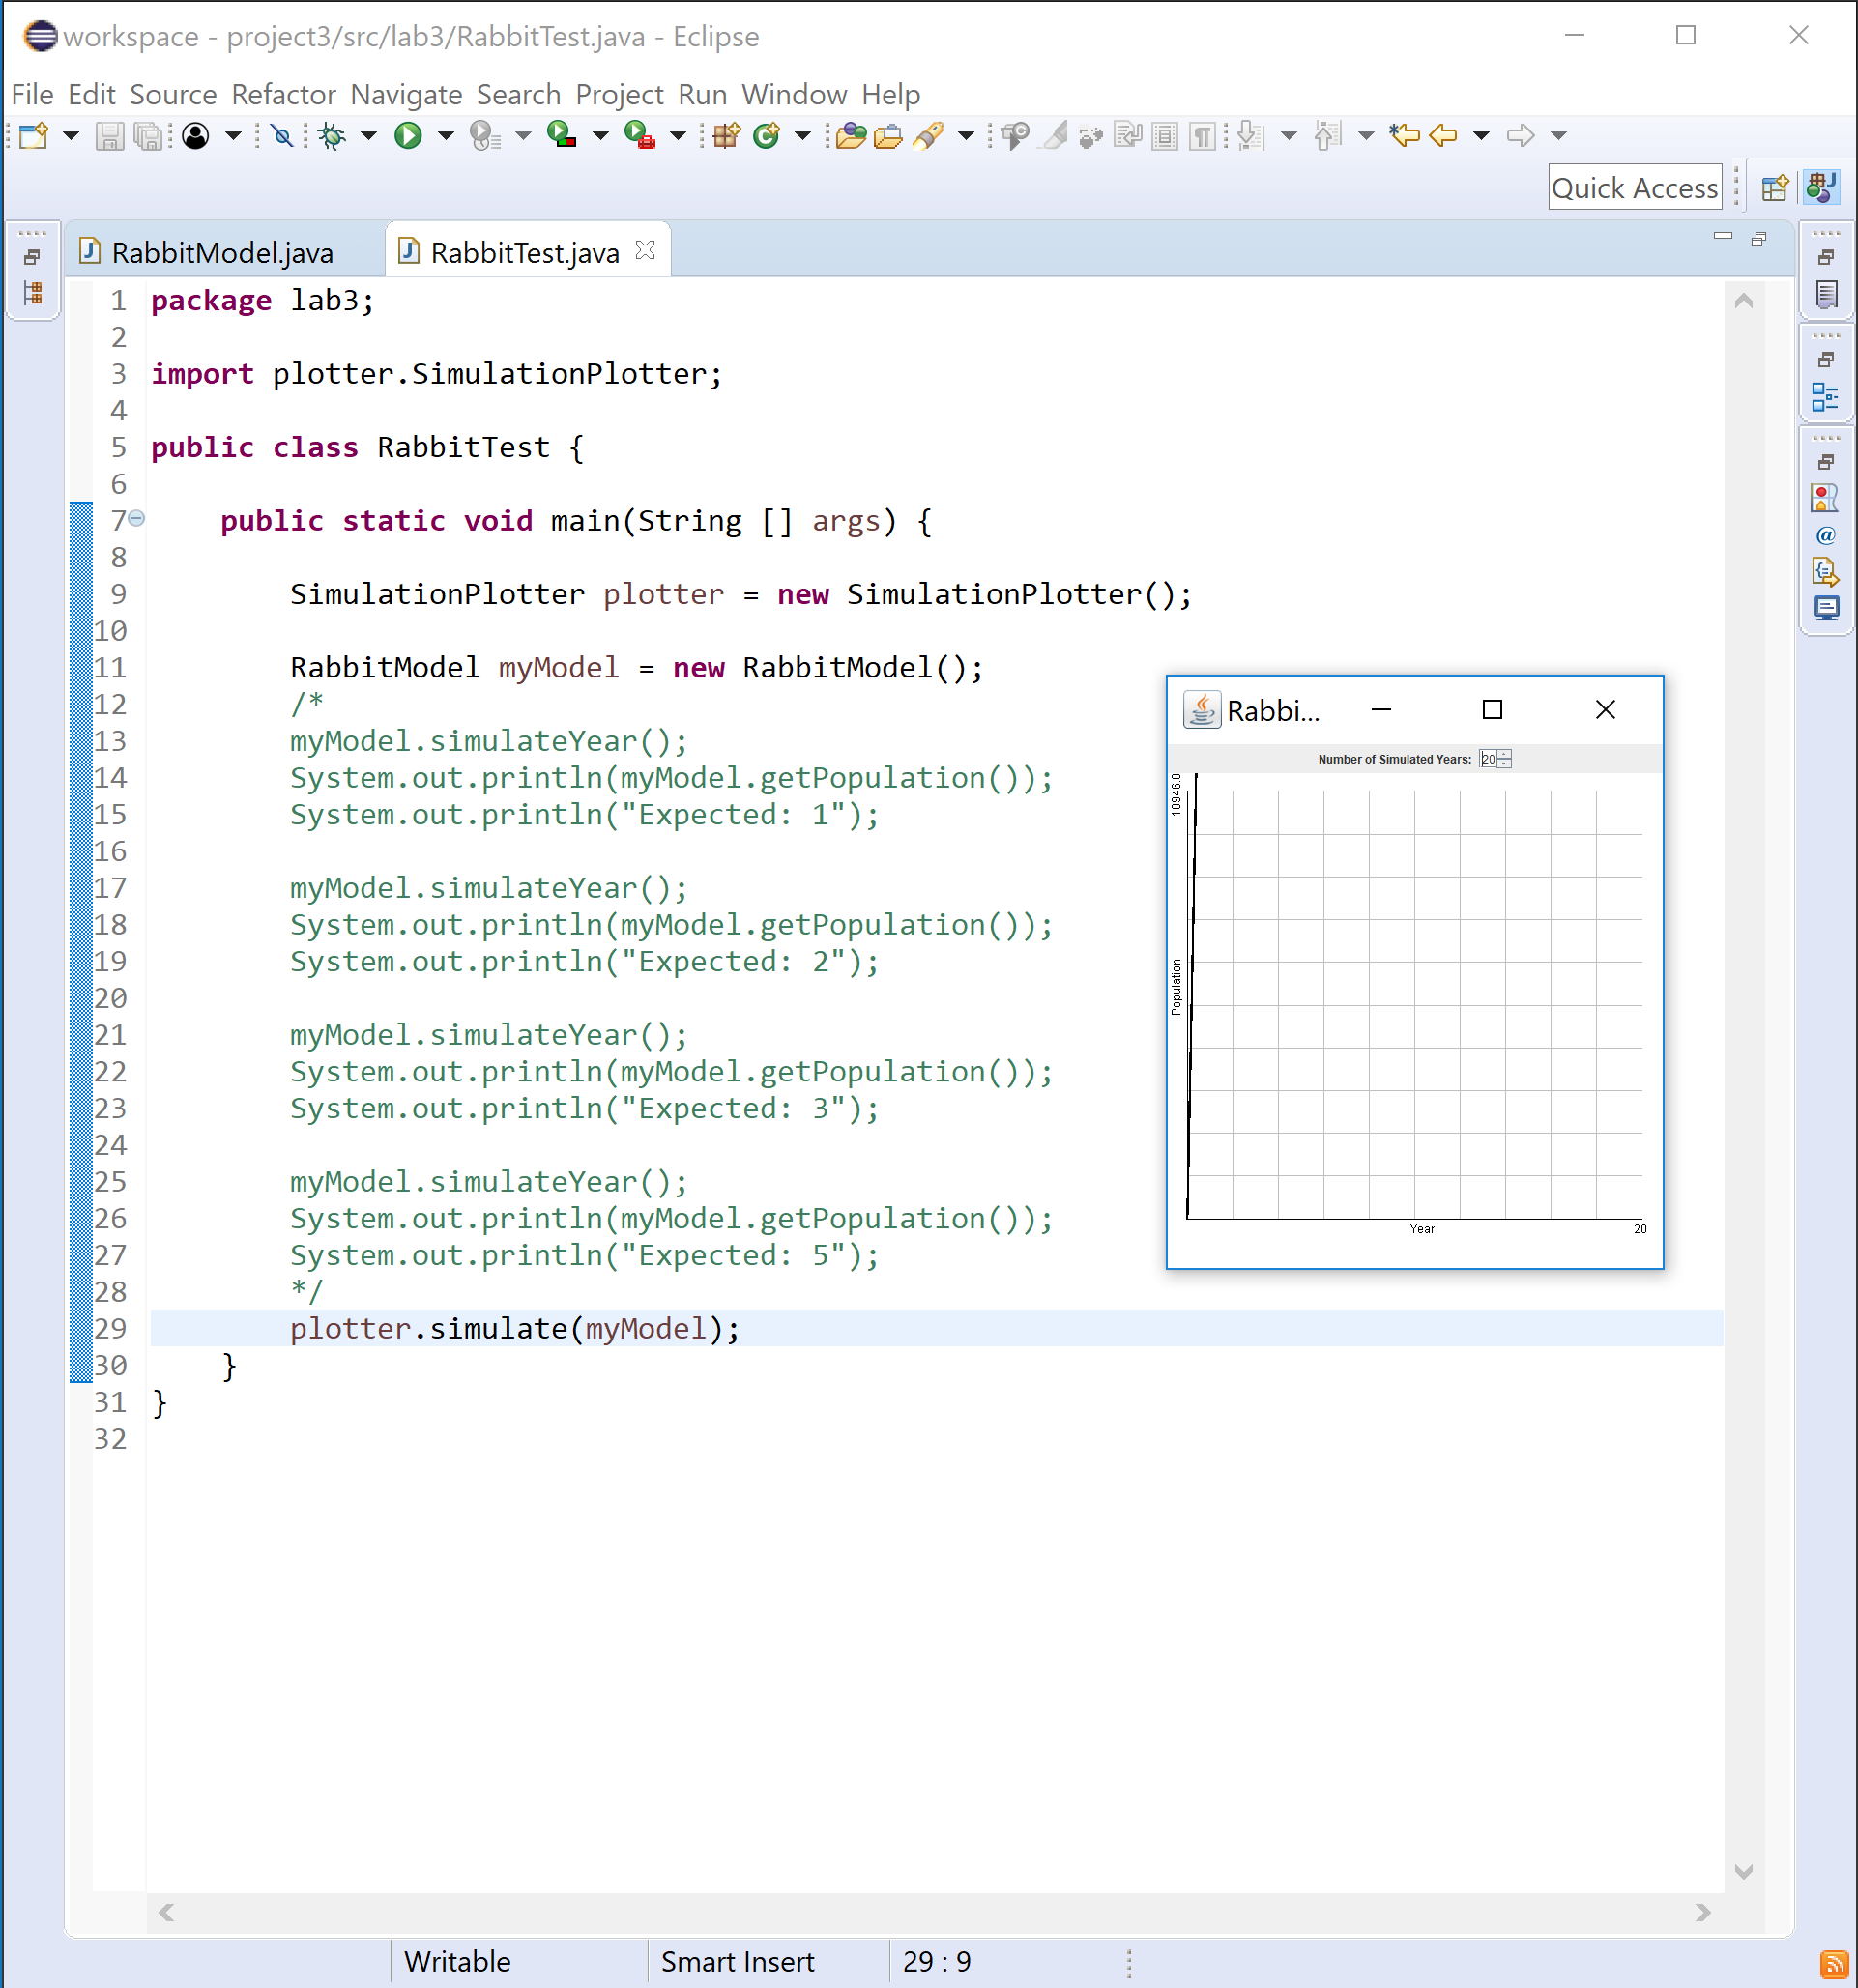 workspace - project3/src/lab3/RabbitTest.java - Eclipse
File Edit Source Refactor Navigate Search Project Run Window Help
Quick Access
RabbitModel.java
RabbitTest.java
1 package lab3;
2
3 import plotter.SimulationPlotter;
4
5 public class RabbitTest {
6
7 public static void main(String [] args) {
8
9 SimulationPlotter plotter = new SimulationPlotter();
10
11 RabbitModel myModel = new RabbitModel();
12 /*
13 myModel.simulateYear();
14 System.out.println(myModel.getPopulation());
15 System.out.println("Expected: 1");
16
17 myModel.simulateYear();
18 System.out.println(myModel.getPopulation());
19 System.out.println("Expected: 2");
20
21 myModel.simulateYear();
22 System.out.println(myModel.getPopulation());
23 System.out.println("Expected: 3");
24
25 myModel.simulateYear();
26 System.out.println(myModel.getPopulation());
27 System.out.println("Expected: 5");
28 */
29 plotter.simulate(myModel);
30 }
31 }
32
Rabbi...
Number of Simulated Years: 20
10946.0
Population
Year
20
Writable
Smart Insert
29 : 9